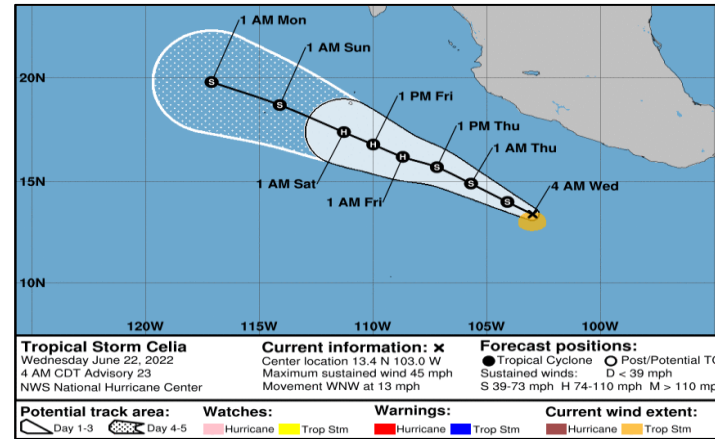 1 AM Mon
1 AM Sun
20N
1 PM Fri
S
S
1 PM Thu
H
H
1 AM Thu
H
S
15N
1 AM Sat
S
4 AM Wed
1 AM Fri
S
10N
120W 115W 110W 105W 100W
Tropical Storm Celia
Wednesday June 22, 2022
4 AM CDT Advisory 23
NWS National Hurricane Center
Current information: ×
Center location 13.4 N 103.0 W
Maximum sustained wind 45 mph
Movement WNW at 13 mph
Forecast positions:
Tropical Cyclone Post/Potential TC
Sustained winds: D < 39 mph
S 39-73 mph H 74-110 mph M > 110 mp
Potential track area:
Day 1-3 Day 4-5
Watches:
Hurricane Trop Stm
Warnings:
Hurricane Trop Stm
Current wind extent:
Hurricane Trop Stm